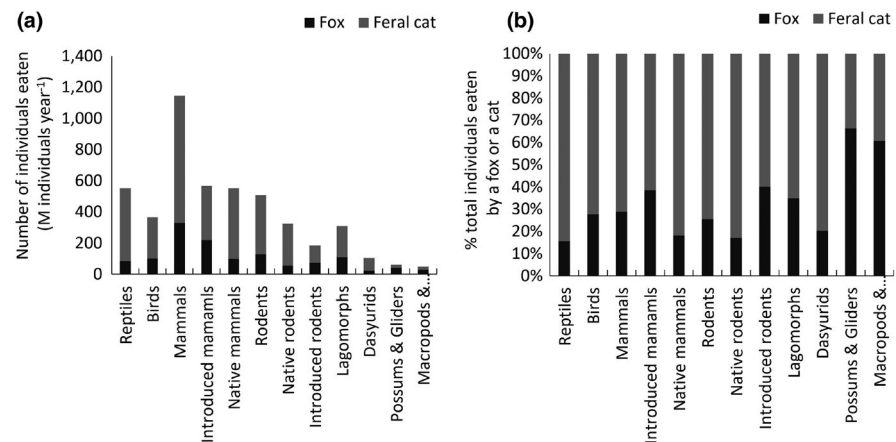 (a)
Fox Feral cat
1,400
1,200
1,000
800
600
400
200
0
Number of individuals eaten
(M individuals year-1)
Reptiles
Birds
Mammals
Introduced mamamls
Native mammals
Rodents
Native rodents
Introduced rodents
Lagomorphs
Dasyurids
Possums & Gliders
Macropods &...
(b)
Fox Feral cat
100%
90%
80%
70%
60%
50%
40%
30%
20%
10%
0%
% total individuals eaten
by a fox or a cat
Reptiles
Birds
Mammals
Introduced mamamls
Native mammals
Rodents
Native rodents
Introduced rodents
Lagomorphs
Dasyurids
Possums & Gliders
Macropods &...